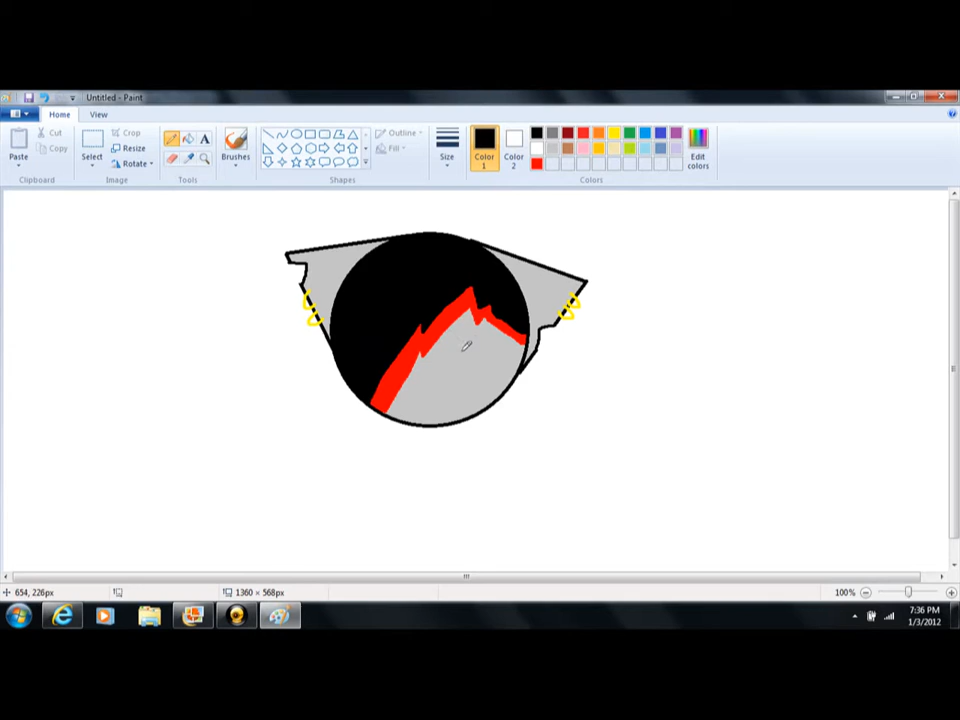 Untitled - Paint
Home View
Paste
Cut
Copy
Clipboard
Select
Crop
Resize
Rotate
Image
A
Tools
Brushes
Shapes
Outline
Fill
Size
Color 1
Color 2
Edit colors
Colors
654, 226px
1360 × 568px
100%
7:36 PM
1/3/2012